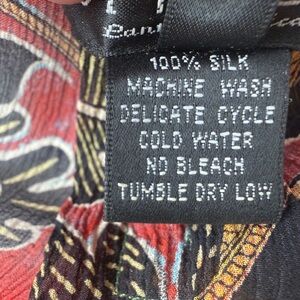 100% SILK
MACHINE WASH
DELICATE CYCLE
COLD WATER
NO BLEACH
TUMBLE DRY LOW